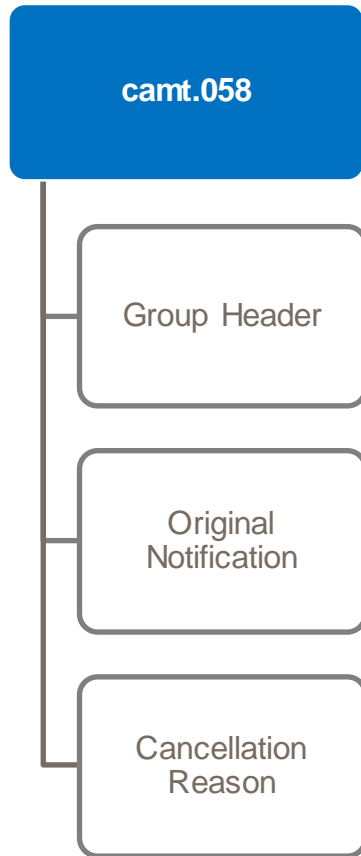 camt.058
Group Header
Original
Notification
Cancellation
Reason